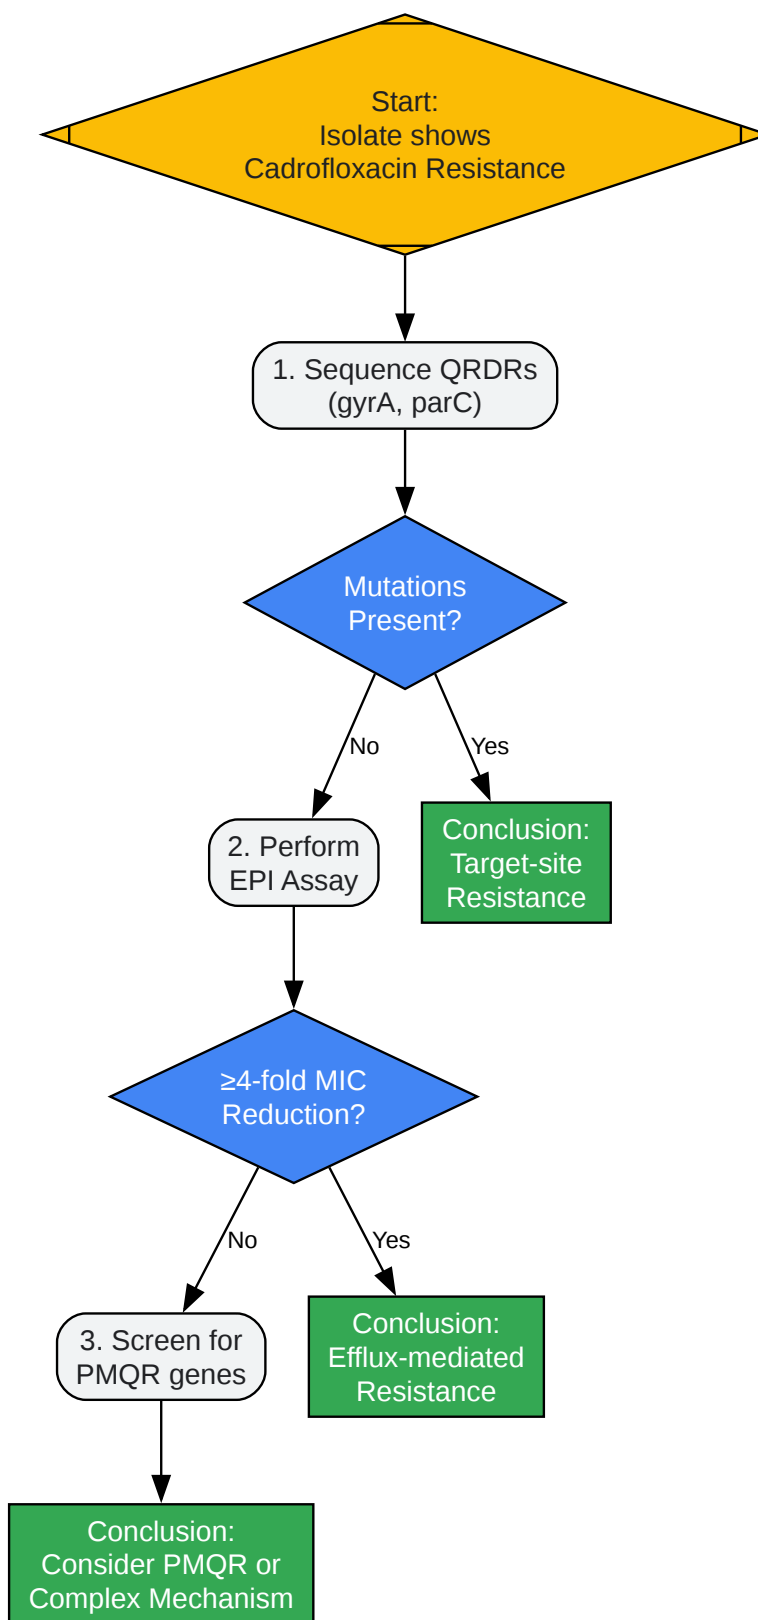 Start:
Isolate shows
Cadrofloxacin Resistance
1. Sequence QRDRs
(gyrA, parC)
Mutations
Present?
No
Yes
2. Perform
EPI Assay
Conclusion:
Target-site
Resistance
≥4-fold MIC
Reduction?
No
Yes
3. Screen for
PMQR genes
Conclusion:
Efflux-mediated
Resistance
Conclusion:
Consider PMQR or
Complex Mechanism